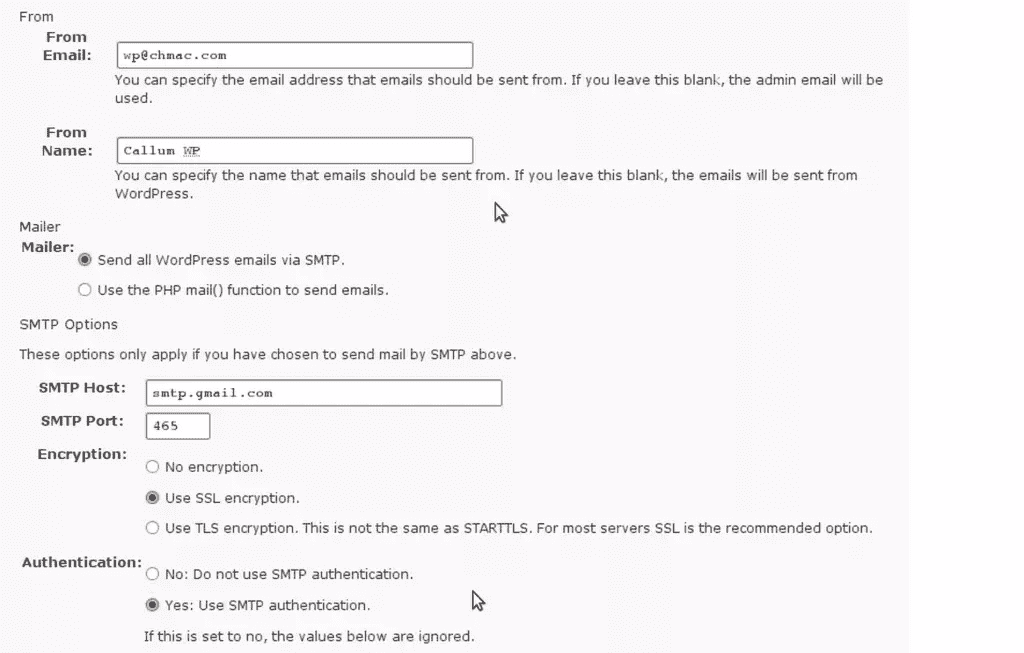 From
From
Email:
wp@chmac.com
You can specify the email address that emails should be sent from. If you leave this blank, the admin email will be
used.
From
Name:
Callum WP
You can specify the name that emails should be sent from. If you leave this blank, the emails will be sent from
WordPress.
Mailer
Mailer:
Send all WordPress emails via SMTP.
Use the PHP mail() function to send emails.
SMTP Options
These options only apply if you have chosen to send mail by SMTP above.
SMTP Host:
smtp.gmail.com
SMTP Port:
465
Encryption:
No encryption.
Use SSL encryption.
Use TLS encryption. This is not the same as STARTTLS. For most servers SSL is the recommended option.
Authentication:
No: Do not use SMTP authentication.
Yes: Use SMTP authentication.
If this is set to no, the values below are ignored.